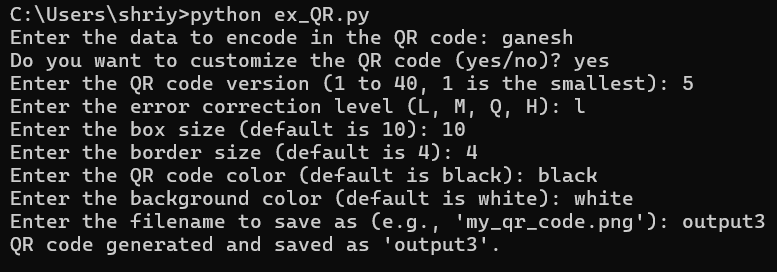 C:\Users\shriy>python ex_QR.py
Enter the data to encode in the QR code: ganesh
Do you want to customize the QR code (yes/no)? yes
Enter the QR code version (1 to 40, 1 is the smallest): 5
Enter the error correction level (L, M, Q, H): l
Enter the box size (default is 10): 10
Enter the border size (default is 4): 4
Enter the QR code color (default is black): black
Enter the background color (default is white): white
Enter the filename to save as (e.g., 'my_qr_code.png'): output3
QR code generated and saved as 'output3'.